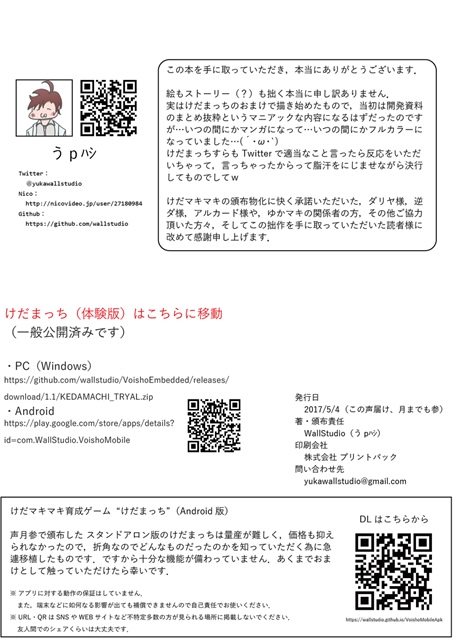 この本を手に取っていただき，本当にありがとうございます．
絵もストーリー（？）も拙く本当に申し訳ありません．
実はけだまっちのおまけで描き始めたもので，当初は開発資料
のまとめ抜粋というマニアックな内容になるはずだったのです
が…いつの間にかマンガになって…いつの間にかフルカラーに
なっていました…(´･ω･`)
けだまっちすらも Twitter で適当なこと言ったら反応をいただ
いちゃって，言っちゃったからって脂汗をにじませながら決行
してものでしてｗ
けだマキマキの頒布物化に快く承諾いただいた，ダリヤ様，逆
ダ様，アルカード様や，ゆかマキの関係者の方，その他ご協力
頂いた方々，そしてこの拙作を手に取っていただいた読者様に
改めて感謝申し上げます．
うpﾊｼ
Twitter：
@yukawallstudio
Nico：
http://nicovideo.jp/user/27180984
Github：
https://github.com/wallstudio
けだまっち（体験版）はこちらに移動
（一般公開済みです）
・PC（Windows）
https://github.com/wallstudio/VoishoEmbedded/releases/
download/1.1/KEDAMACHI_TRYAL.zip
・Android
https://play.google.com/store/apps/details?
id=com.WallStudio.VoishoMobile
発行日
2017/5/4（この声届け、月までも参）
著・頒布責任
WallStudio（うpﾊｼ）
印刷会社
株式会社 プリントパック
問い合わせ先
yukawallstudio@gmail.com
けだマキマキ育成ゲーム “けだまっち”（Android 版）
声月参で頒布した スタンドアロン版のけだまっちは量産が難しく，価格も抑え
られなかったので，折角なのでどんなものだったのかを知っていただく為に急
遽移植したものです．ですから十分な機能が備わっていません．あくまでおま
けとして触っていただけたら幸いです．
※ アプリに対する動作の保証はしていません．
また，端末などに如何なる影響が出ても補償できませんので自己責任でお使いください．
※ URL・QR は SNS や WEB サイトなど不特定多数の方が見られる場所に掲載しないでください．
友人間でのシェアくらいは大丈夫です．
DL はこちらから
https://wallstudio.github.io/VoishoMobileApk